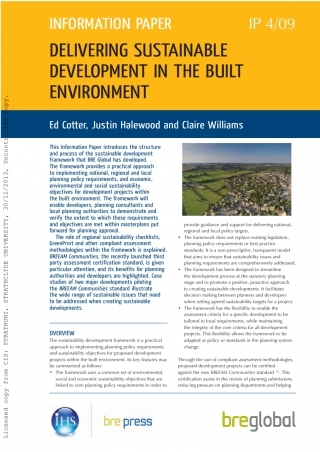 INFORMATION PAPER
IP 4/09
DELIVERING SUSTAINABLE
DEVELOPMENT IN THE BUILT
ENVIRONMENT
Ed Cotter, Justin Halewood and Claire Williams
This Information Paper introduces the structure
and process of the sustainable development
framework that BRE Global has developed.
The framework provides a practical approach
to implementing national, regional and local
planning policy requirements, and economic,
environmental and social sustainability
objectives for development projects within
the built environment. The framework will
enable developers, planning consultants and
local planning authorities to demonstrate and
verify the extent to which these requirements
and objectives are met within masterplans put
forward for planning approval.
The role of regional sustainability checklists,
GreenPrint and other compliant assessment
methodologies within the framework is explained.
BREEAM Communities, the recently launched third
party assessment certification standard, is given
particular attention, and its benefits for planning
authorities and developers are highlighted. Case
studies of two major developments piloting
the BREEAM Communities standard illustrate
the wide range of sustainable issues that need
to be addressed when creating sustainable
developments.
OVERVIEW
The sustainability development framework is a practical
approach to implementing planning policy requirements
and sustainability objectives for proposed development
projects within the built environment. Its key features may
be summarised as follows:
• The framework uses a common set of environmental,
social and economic sustainability objectives that are
linked to core planning policy requirements in order to
provide guidance and support for delivering national,
regional and local policy targets.
• The framework does not replace existing legislation,
planning policy requirements or best practice
standards. It is a non-prescriptive, transparent model
that aims to ensure that sustainability issues and
planning requirements are comprehensively addressed.
• The framework has been designed to streamline
the development process at the statutory planning
stage and to promote a positive, proactive approach
to creating sustainable developments. It facilitates
decision making between planners and developers
when setting agreed sustainability targets for a project.
• The framework has the flexibility to enable the
assessment criteria for a specific development to be
tailored to local requirements, while maintaining
the integrity of the core criteria for all development
projects. This flexibility allows the framework to be
adapted as policy or standards in the planning system
change.
Through the use of compliant assessment methodologies,
proposed development projects can be certified
against the new BREEAM Communities standard
certification assists in the review of planning submissions,
reducing pressure on planning departments and helping
IHS
bre press
breglobal
Licensed copy from CIS: STRATHUNI, STRATHCLYDE UNIVERSITY, 30/12/2013, Uncontrolled Copy.